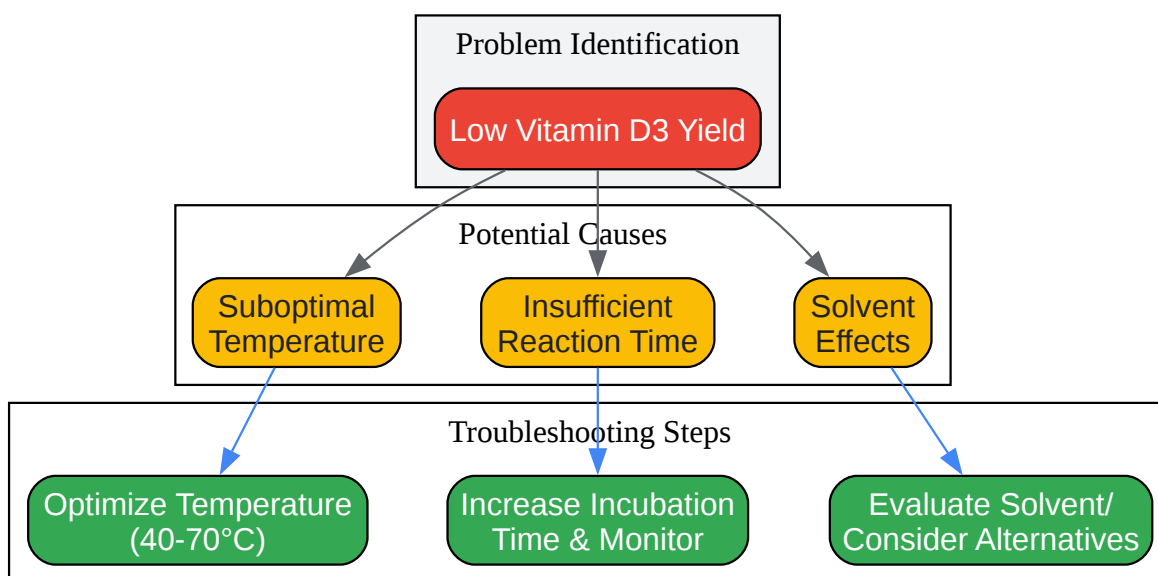 Problem Identification
Low Vitamin D3 Yield
Potential Causes
Suboptimal
Temperature
Insufficient
Reaction Time
Solvent
Effects
Troubleshooting Steps
Optimize Temperature
(40-70°C)
Increase Incubation
Time & Monitor
Evaluate Solvent/
Consider Alternatives